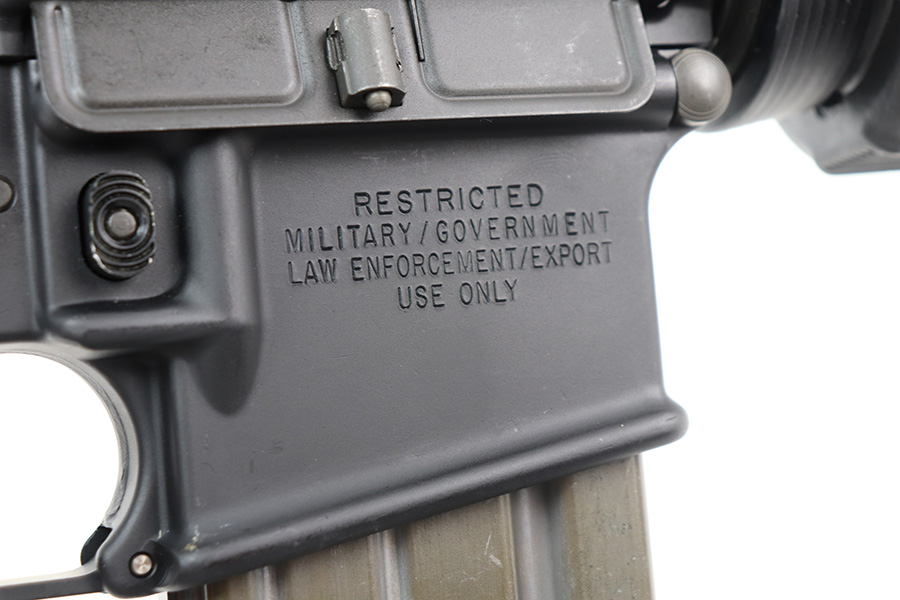 RESTRICTED
MILITARY/GOVERNMENT
LAW ENFORCEMENT/EXPORT
USE ONLY